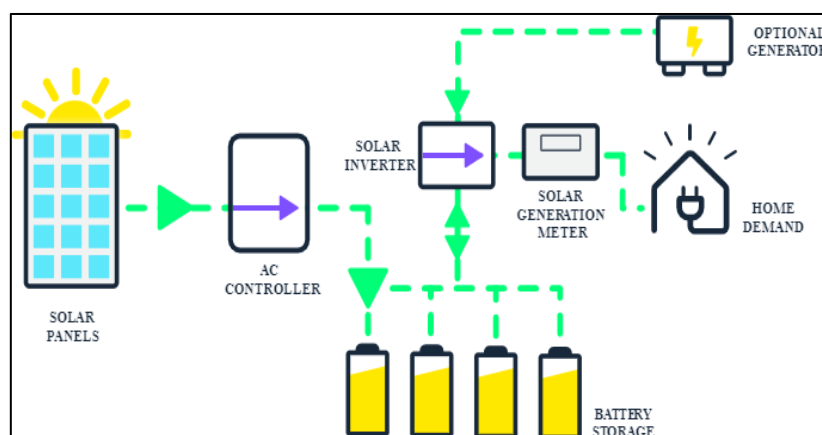 OPTIONAL
GENERATOR
SOLAR
INVERTER
SOLAR
GENERATION
METER
HOME
DEMAND
AC
CONTROLLER
SOLAR
PANELS
BATTERY
STORAGE